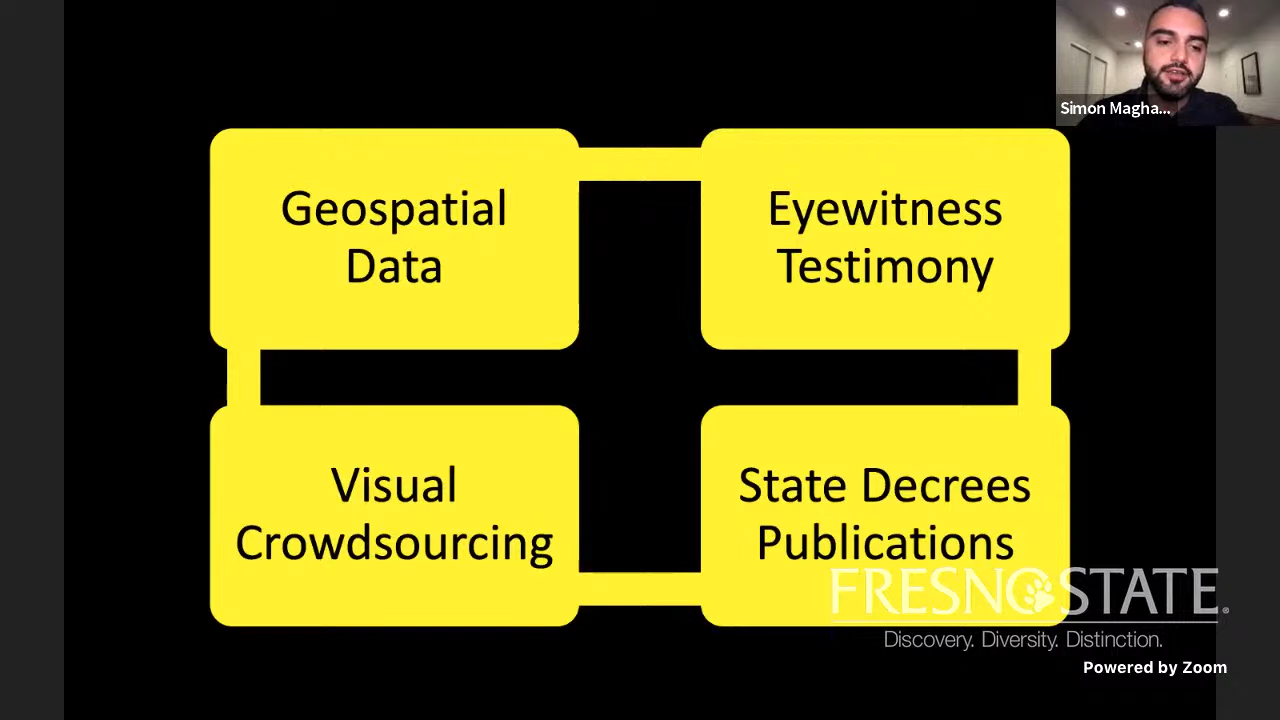 Simon Magha...
Geospatial
Data
Eyewitness
Testimony
Visual
Crowdsourcing
State Decrees
Publications
FRESNO STATE.
Discovery. Diversity. Distinction.
Powered by Zoom